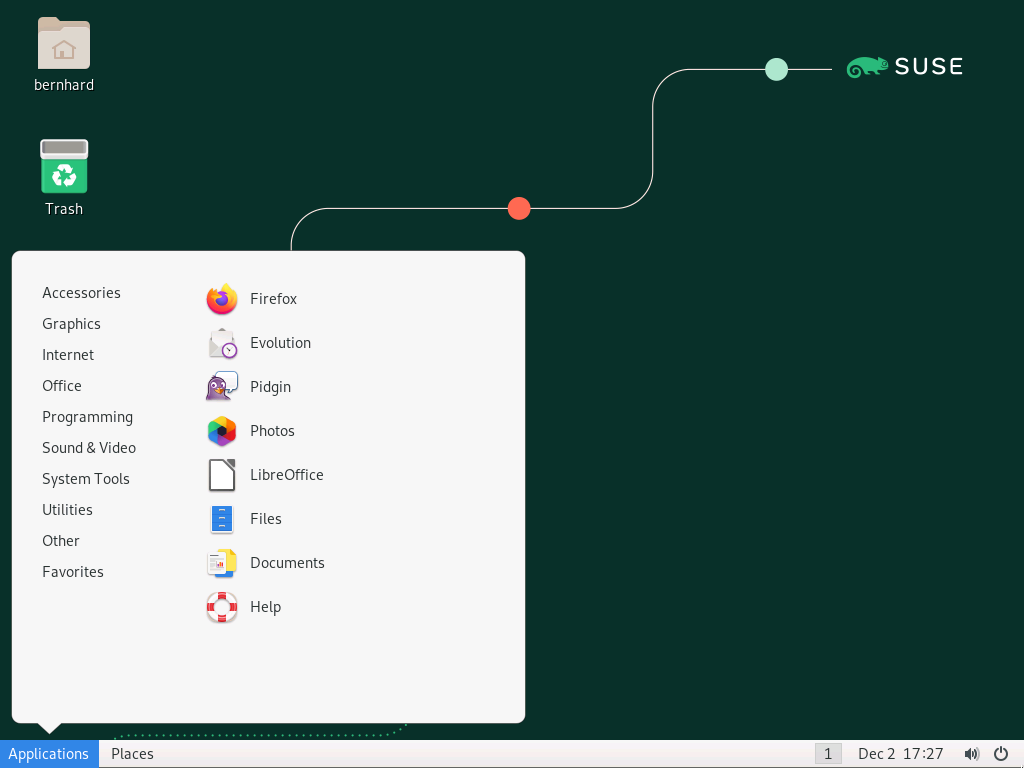 SUSE
bernhard
Trash
Accessories
Graphics
Internet
Office
Programming
Sound & Video
System Tools
Utilities
Other
Favorites
Firefox
Evolution
Pidgin
Photos
LibreOffice
Files
Documents
Help
Applications Places 1 Dec 2 17:27